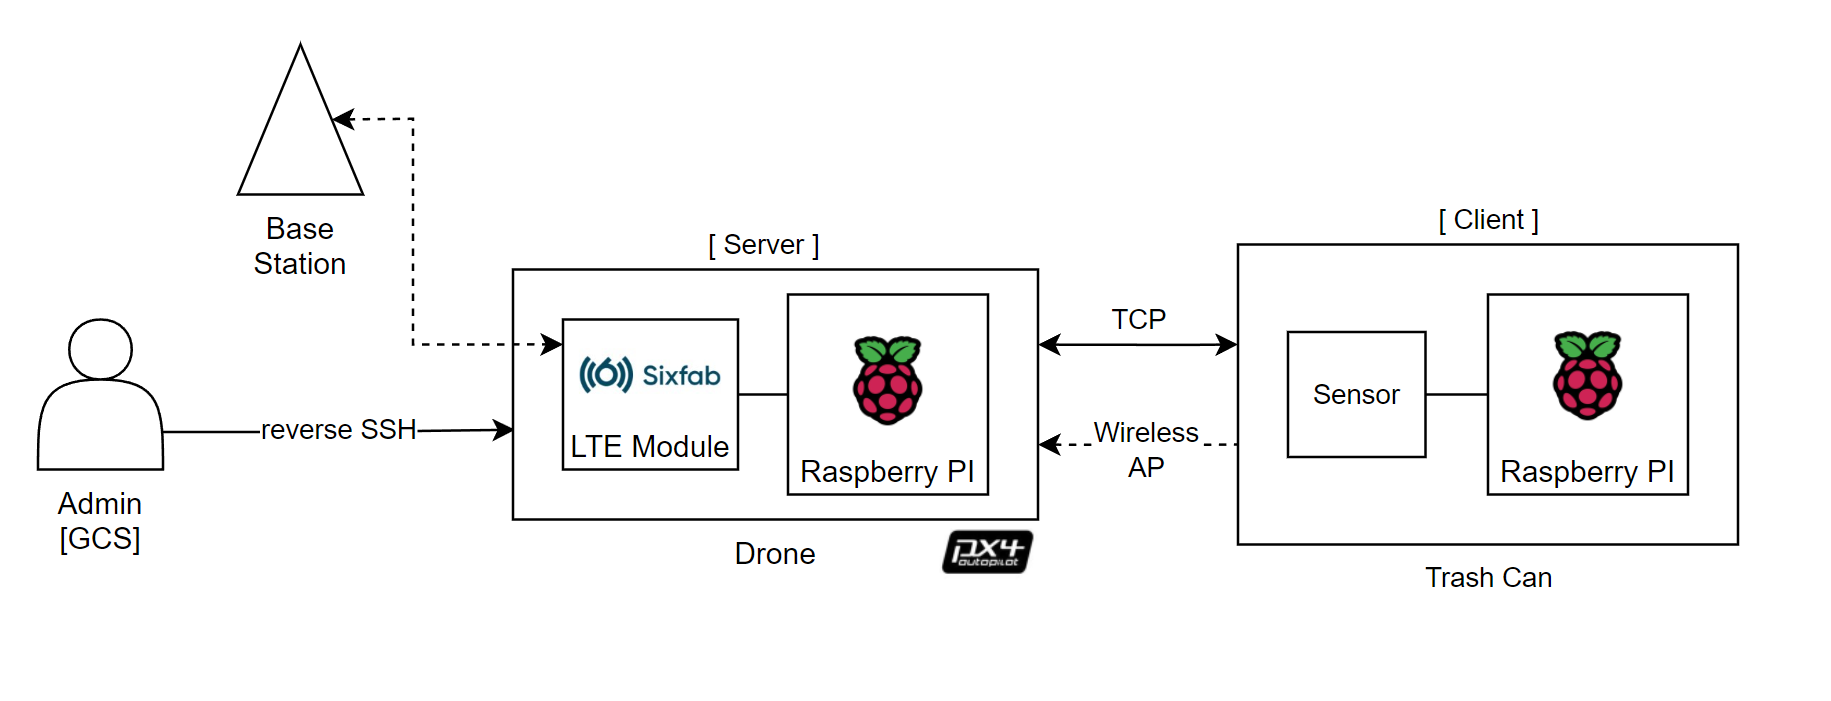 Base
Station
Admin
[GCS]
reverse SSH
[ Server ]
Sixfab
LTE Module
Raspberry PI
Drone
px4
autopilot
TCP
Wireless
AP
[ Client ]
Sensor
Raspberry PI
Trash Can